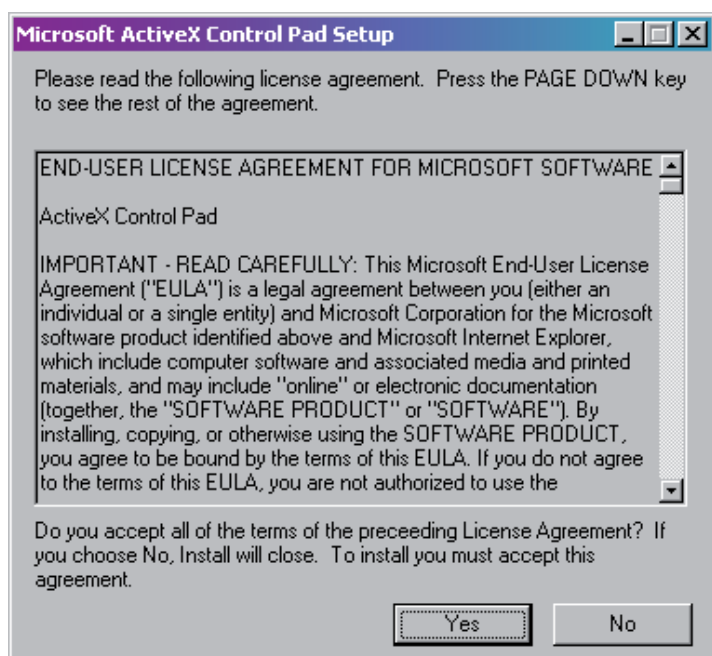 Microsoft ActiveX Control Pad Setup
Please read the following license agreement. Press the PAGE DOWN key
to see the rest of the agreement.
END-USER LICENSE AGREEMENT FOR MICROSOFT SOFTWARE
ActiveX Control Pad
IMPORTANT - READ CAREFULLY: This Microsoft End-User License
Agreement ("EULA") is a legal agreement between you (either an
individual or a single entity) and Microsoft Corporation for the Microsoft
software product identified above and Microsoft Internet Explorer,
which include computer software and associated media and printed
materials, and may include "online" or electronic documentation
(together, the "SOFTWARE PRODUCT" or "SOFTWARE"). By
installing, copying, or otherwise using the SOFTWARE PRODUCT,
you agree to be bound by the terms of this EULA. If you do not agree
to the terms of this EULA, you are not authorized to use the
Do you accept all of the terms of the preceeding License Agreement? If
you choose No, Install will close. To install you must accept this
agreement.
Yes No